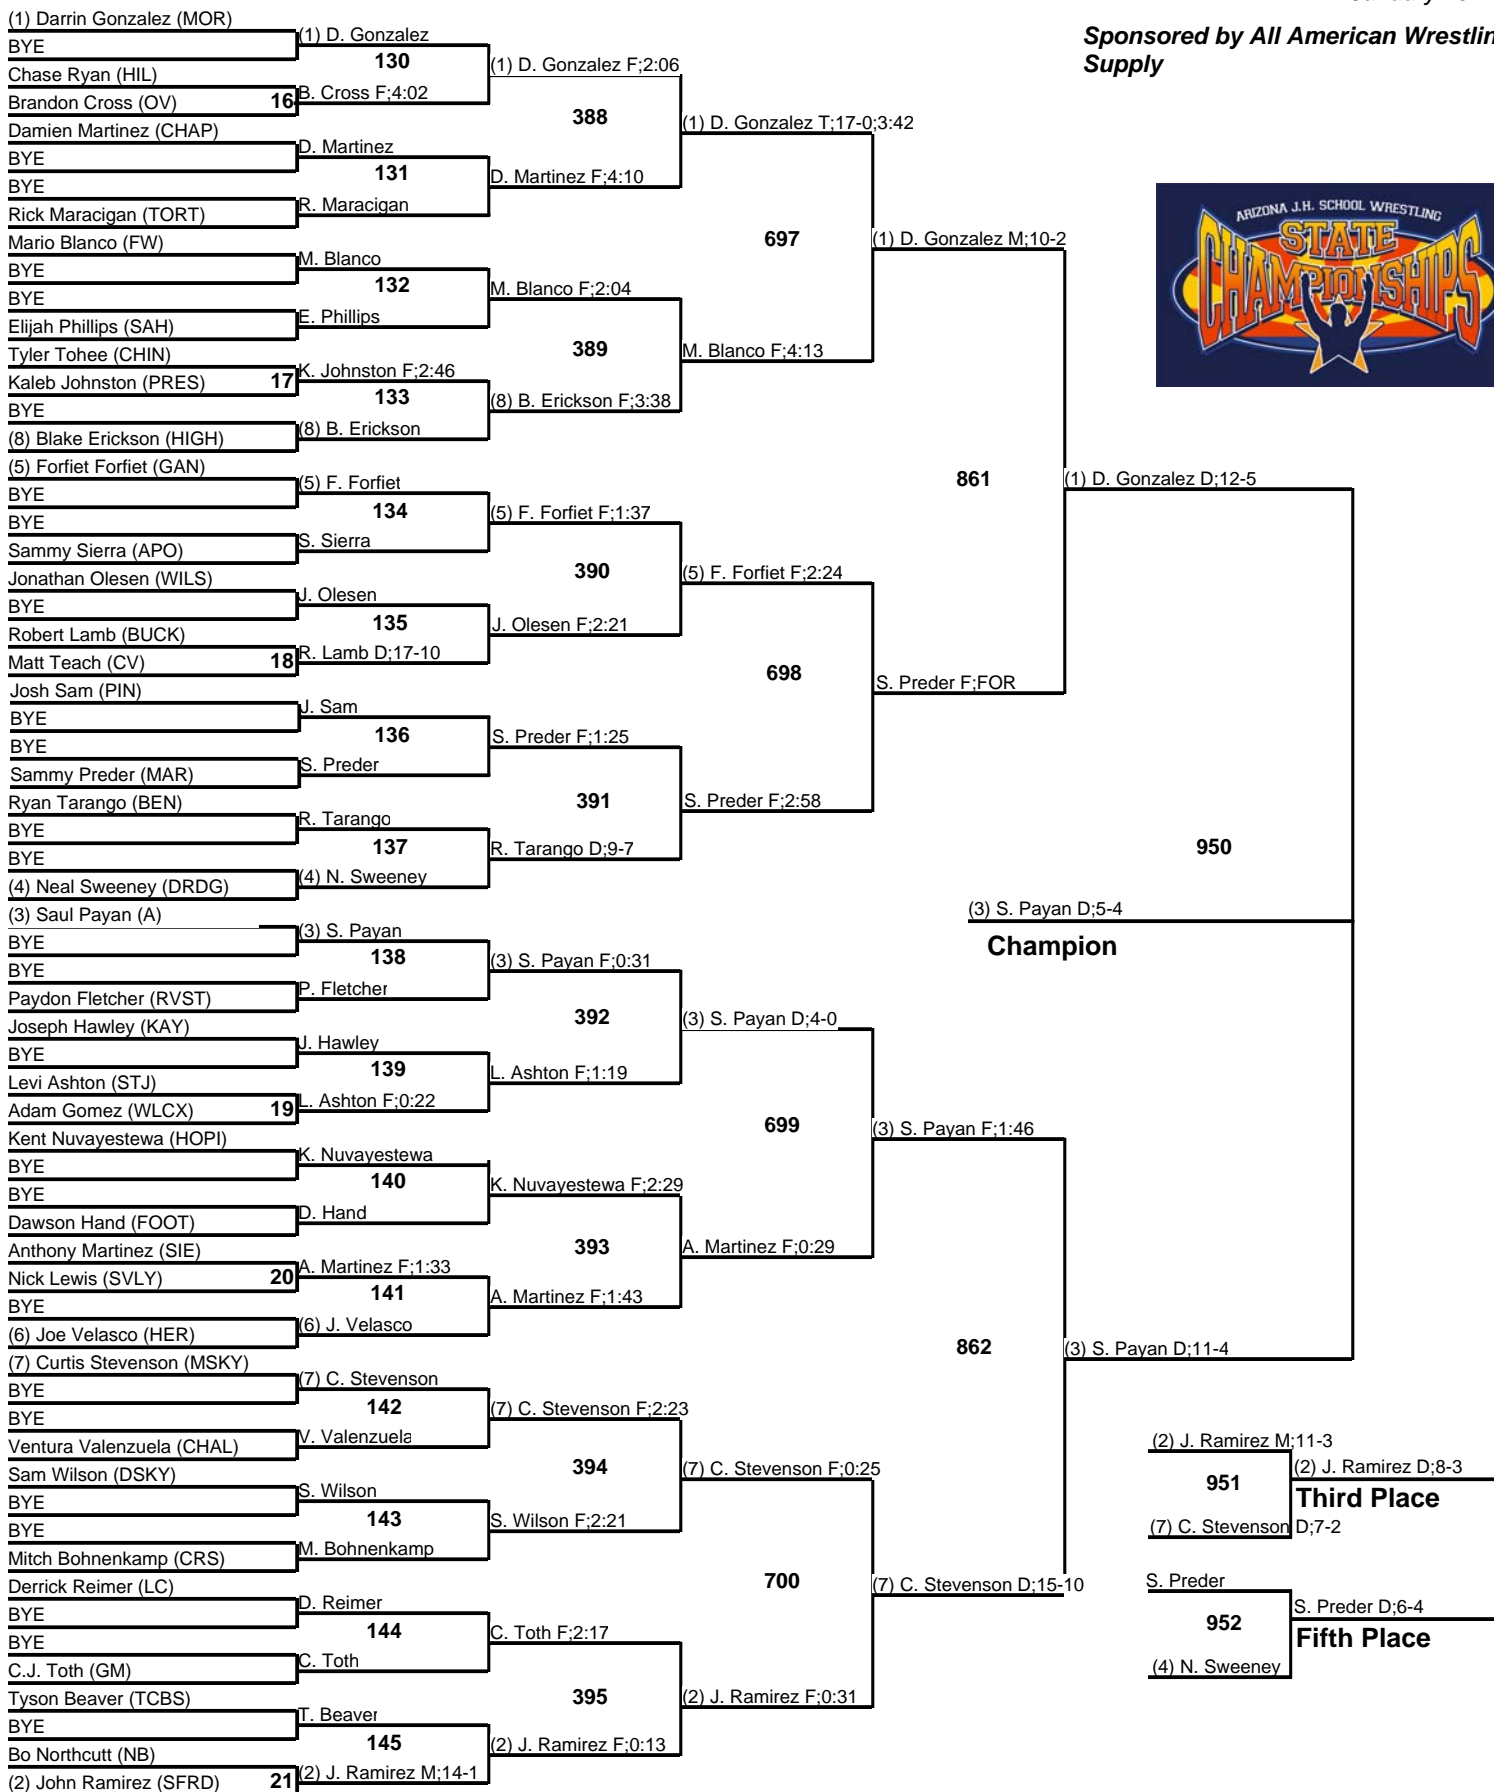 Sponsored by All American Wrestlin
Supply
ARIZONA J.H. SCHOOL WRESTLING
STATE
CHAMPIONSHIPS
(1) Darrin Gonzalez (MOR)
BYE
Chase Ryan (HIL)
Brandon Cross (OV)
16
Damien Martinez (CHAP)
BYE
BYE
Rick Maracigan (TORT)
Mario Blanco (FW)
BYE
BYE
Elijah Phillips (SAH)
Tyler Tohee (CHIN)
Kaleb Johnston (PRES)
17
BYE
(8) Blake Erickson (HIGH)
(5) Forfiet Forfiet (GAN)
BYE
BYE
Sammy Sierra (APO)
Jonathan Olesen (WILS)
BYE
Robert Lamb (BUCK)
Matt Teach (CV)
18
Josh Sam (PIN)
BYE
BYE
Sammy Preder (MAR)
Ryan Tarango (BEN)
BYE
BYE
(4) Neal Sweeney (DRDG)
(3) Saul Payan (A)
BYE
BYE
Paydon Fletcher (RVST)
Joseph Hawley (KAY)
BYE
Levi Ashton (STJ)
Adam Gomez (WLCX)
19
Kent Nuvayestewa (HOPI)
BYE
BYE
Dawson Hand (FOOT)
Anthony Martinez (SIE)
Nick Lewis (SVLY)
20
BYE
(6) Joe Velasco (HER)
(7) Curtis Stevenson (MSKY)
BYE
BYE
Ventura Valenzuela (CHAL)
Sam Wilson (DSKY)
BYE
BYE
Mitch Bohnenkamp (CRS)
Derrick Reimer (LC)
BYE
BYE
C.J. Toth (GM)
Tyson Beaver (TCBS)
BYE
Bo Northcutt (NB)
(2) John Ramirez (SFRD)
21
(1) D. Gonzalez
130
B. Cross F;4:02
D. Martinez
131
R. Maracigan
M. Blanco
132
E. Phillips
K. Johnston F;2:46
133
(8) B. Erickson
(5) F. Forfiet
134
S. Sierra
J. Olesen
135
R. Lamb D;17-10
J. Sam
136
S. Preder
R. Tarango
137
(4) N. Sweeney
(3) S. Payan
138
P. Fletcher
J. Hawley
139
L. Ashton F;0:22
K. Nuvayestewa
140
D. Hand
A. Martinez F;1:33
141
(6) J. Velasco
(7) C. Stevenson
142
V. Valenzuela
S. Wilson
143
M. Bohnenkamp
D. Reimer
144
C. Toth
T. Beaver
145
(2) J. Ramirez M;14-1
(1) D. Gonzalez F;2:06
388
D. Martinez F;4:10
M. Blanco F;2:04
389
(8) B. Erickson F;3:38
(5) F. Forfiet F;1:37
390
J. Olesen F;2:21
S. Preder F;1:25
391
R. Tarango D;9-7
(3) S. Payan F;0:31
392
L. Ashton F;1:19
K. Nuvayestewa F;2:29
393
A. Martinez F;1:43
(7) C. Stevenson F;2:23
394
S. Wilson F;2:21
C. Toth F;2:17
395
(2) J. Ramirez F;0:13
(1) D. Gonzalez T;17-0;3:42
697
M. Blanco F;4:13
(5) F. Forfiet F;2:24
698
S. Preder F;2:58
(3) S. Payan D;4-0
699
A. Martinez F;0:29
(7) C. Stevenson F;0:25
700
(2) J. Ramirez F;0:31
(1) D. Gonzalez M;10-2
861
S. Preder F;FOR
(3) S. Payan F;1:46
862
(7) C. Stevenson D;15-10
(1) D. Gonzalez D;12-5
950
(3) S. Payan D;11-4
(3) S. Payan D;5-4
Champion
(2) J. Ramirez M;11-3
951
(7) C. Stevenson D;7-2
(2) J. Ramirez D;8-3
Third Place
S. Preder
952
(4) N. Sweeney
S. Preder D;6-4
Fifth Place